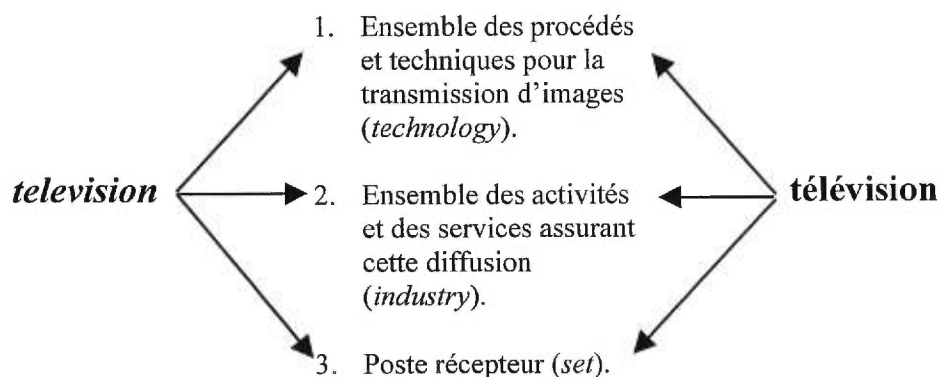 1. Ensemble des procédés
et techniques pour la
transmission d'images
(technology).
television
2. Ensemble des activités
et des services assurant
cette diffusion
(industry).
télévision
3. Poste récepteur (set).